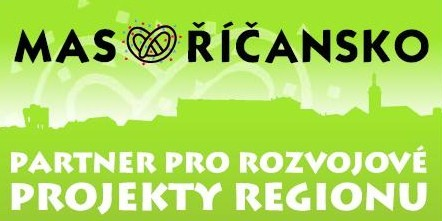 MAS ŘÍČANSKO
PARTNER PRO ROZVOJOVÉ
PROJEKTY REGIONU